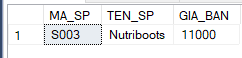 MA_SP TEN_SP GIA_BAN
1 S003 Nutriboots 11000